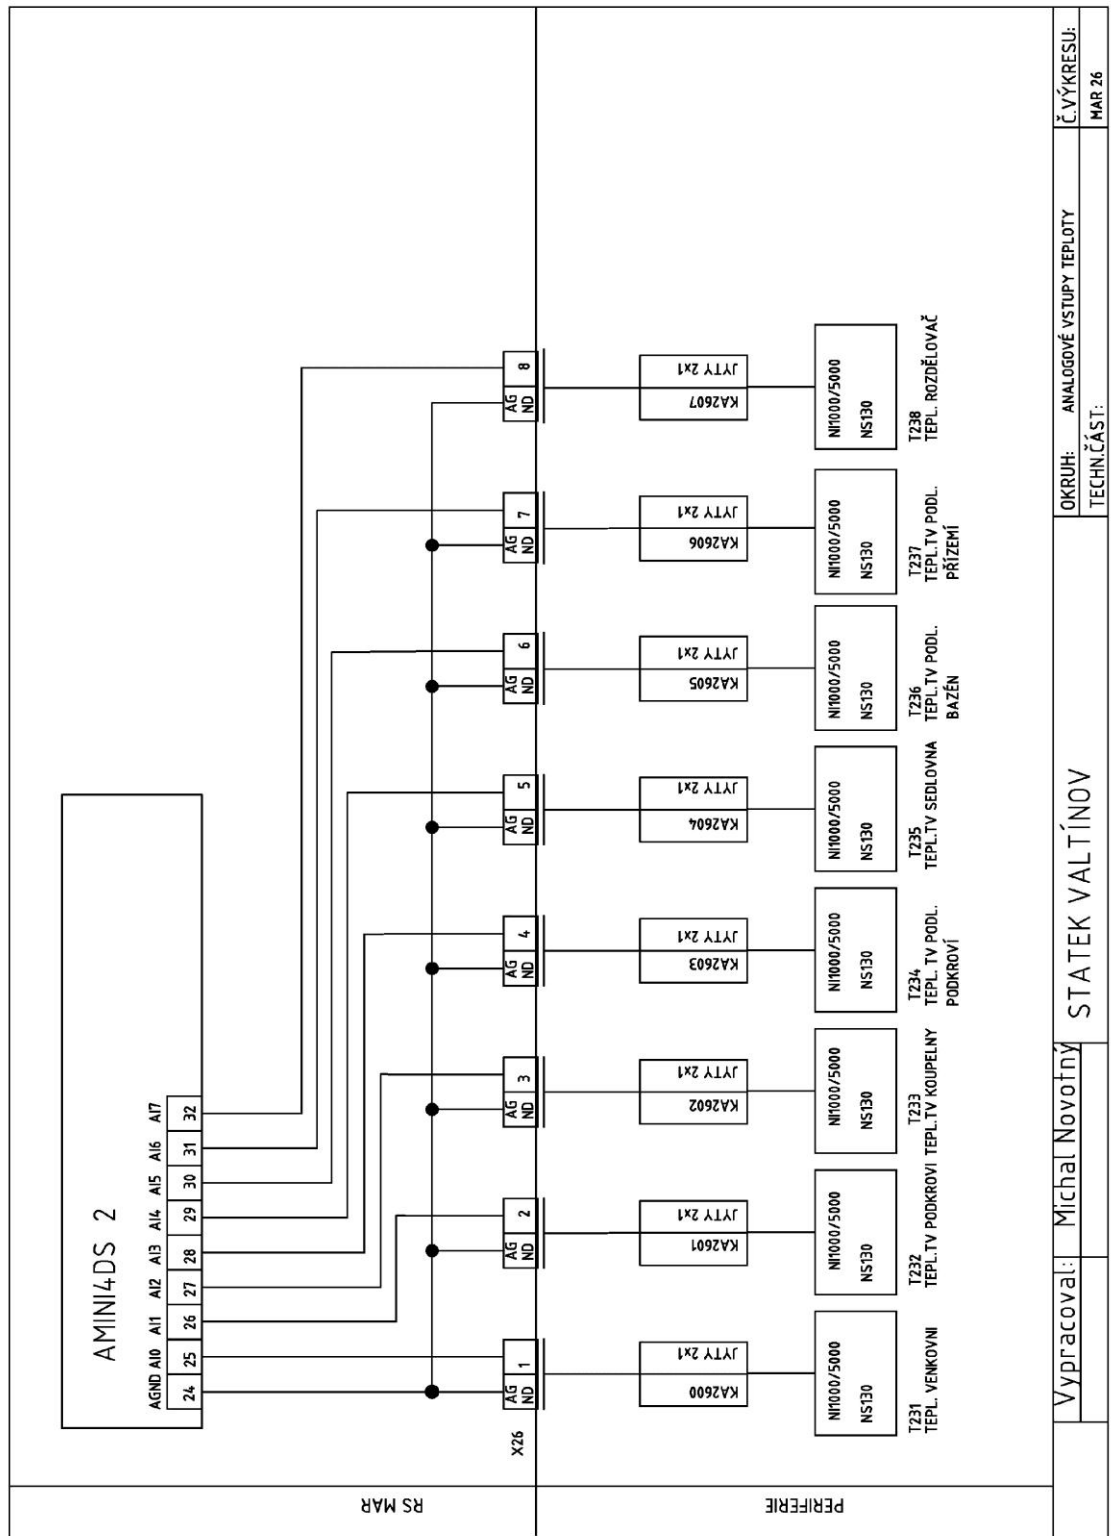 AMINI4DS 2
AGND AI0 AI1 AI2 AI3 AI4 AI5 AI6 AI7
24 25 26 27 28 29 30 31 32
RS MAR
X26
AG ND 1
AG ND 2
AG ND 3
AG ND 4
AG ND 5
AG ND 6
AG ND 7
AG ND 8
PERIFERIE
KA2600 JYTY 2x1
KA2601 JYTY 2x1
KA2602 JYTY 2x1
KA2603 JYTY 2x1
KA2604 JYTY 2x1
KA2605 JYTY 2x1
KA2606 JYTY 2x1
KA2607 JYTY 2x1
NI1000/5000
NS130
T231
TEPL. VENKOVNI
NI1000/5000
NS130
T232
TEPL.TV PODKROVI
NI1000/5000
NS130
T233
TEPL.TV KOUPELNY
NI1000/5000
NS130
T234
TEPL. TV PODL.
PODKROVÍ
NI1000/5000
NS130
T235
TEPL.TV SEDLOVNA
NI1000/5000
NS130
T236
TEPL.TV PODL.
BAZÉN
NI1000/5000
NS130
T237
TEPL.TV PODL.
PŘÍZEMÍ
NI1000/5000
NS130
T238
TEPL. ROZDĚLOVAČ
Vypracoval: Michal Novotný
STATEK VALTÍNOV
OKRUH: ANALOGOVÉ VSTUPY TEPLOTY
TECHN.ČÁST:
Č.VÝKRESU:
MAR 26